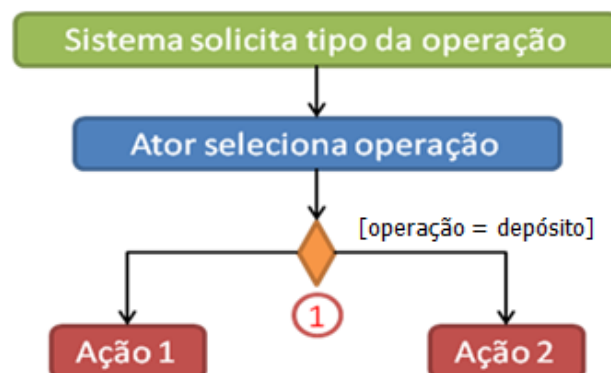 Sistema solicita tipo da operação
Ator seleciona operação
[operação = depósito]
1
Ação 1
Ação 2